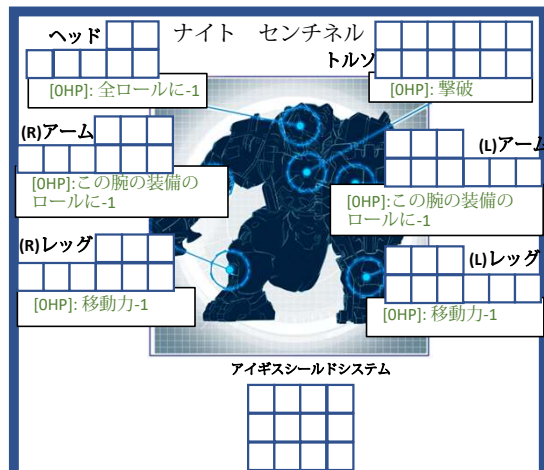 ヘッド
ナイト　センチネル
トルソ
[0HP]: 全ロールに-1
[0HP]: 撃破
(R)アーム
(L)アーム
[0HP]:この腕の装備の
ロールに-1
[0HP]:この腕の装備の
ロールに-1
(R)レッグ
(L)レッグ
[0HP]: 移動力-1
[0HP]: 移動力-1
アイギスシールドシステム